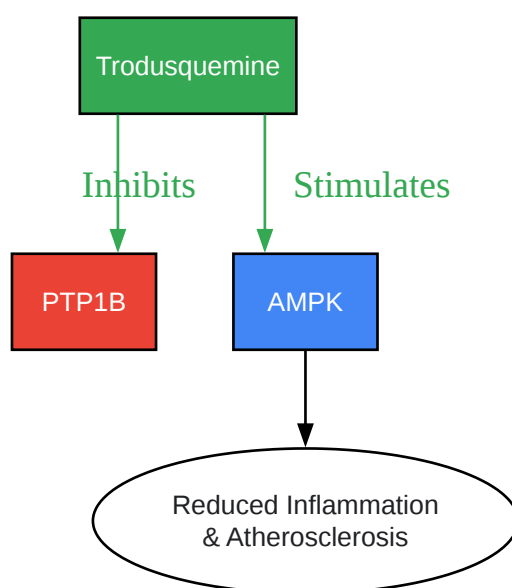 Trodusquemine
Inhibits
Stimulates
PTP1B
AMPK
Reduced Inflammation
& Atherosclerosis